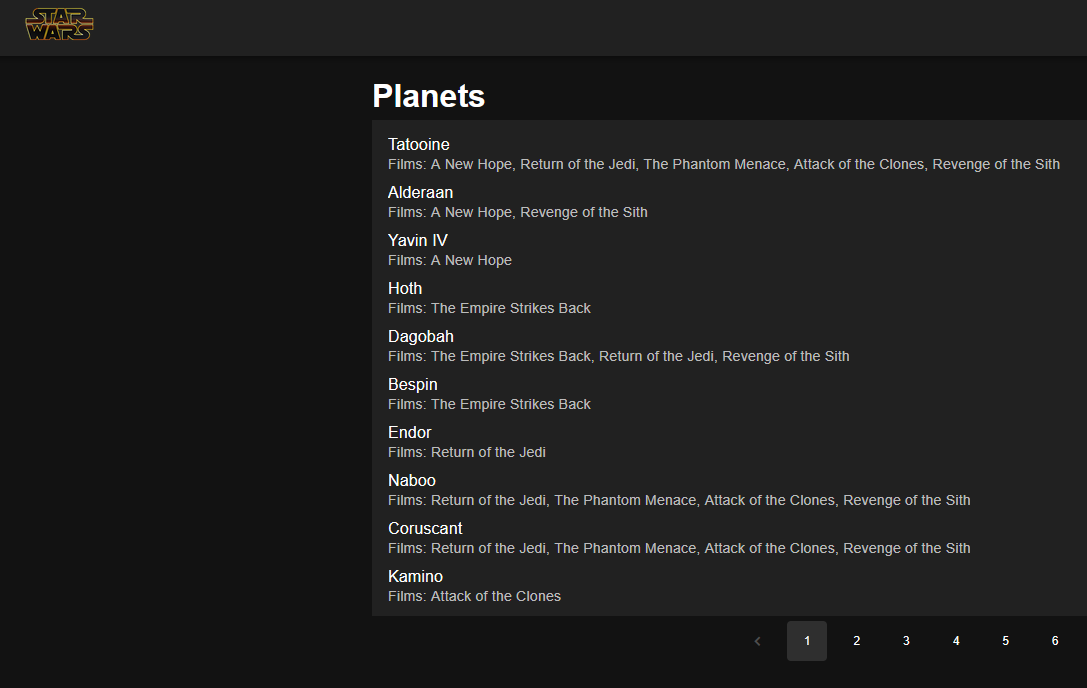 STAR
WARS
Planets
Tatooine
Films: A New Hope, Return of the Jedi, The Phantom Menace, Attack of the Clones, Revenge of the Sith
Alderaan
Films: A New Hope, Revenge of the Sith
Yavin IV
Films: A New Hope
Hoth
Films: The Empire Strikes Back
Dagobah
Films: The Empire Strikes Back, Return of the Jedi, Revenge of the Sith
Bespin
Films: The Empire Strikes Back
Endor
Films: Return of the Jedi
Naboo
Films: Return of the Jedi, The Phantom Menace, Attack of the Clones, Revenge of the Sith
Coruscant
Films: Return of the Jedi, The Phantom Menace, Attack of the Clones, Revenge of the Sith
Kamino
Films: Attack of the Clones
1 2 3 4 5 6